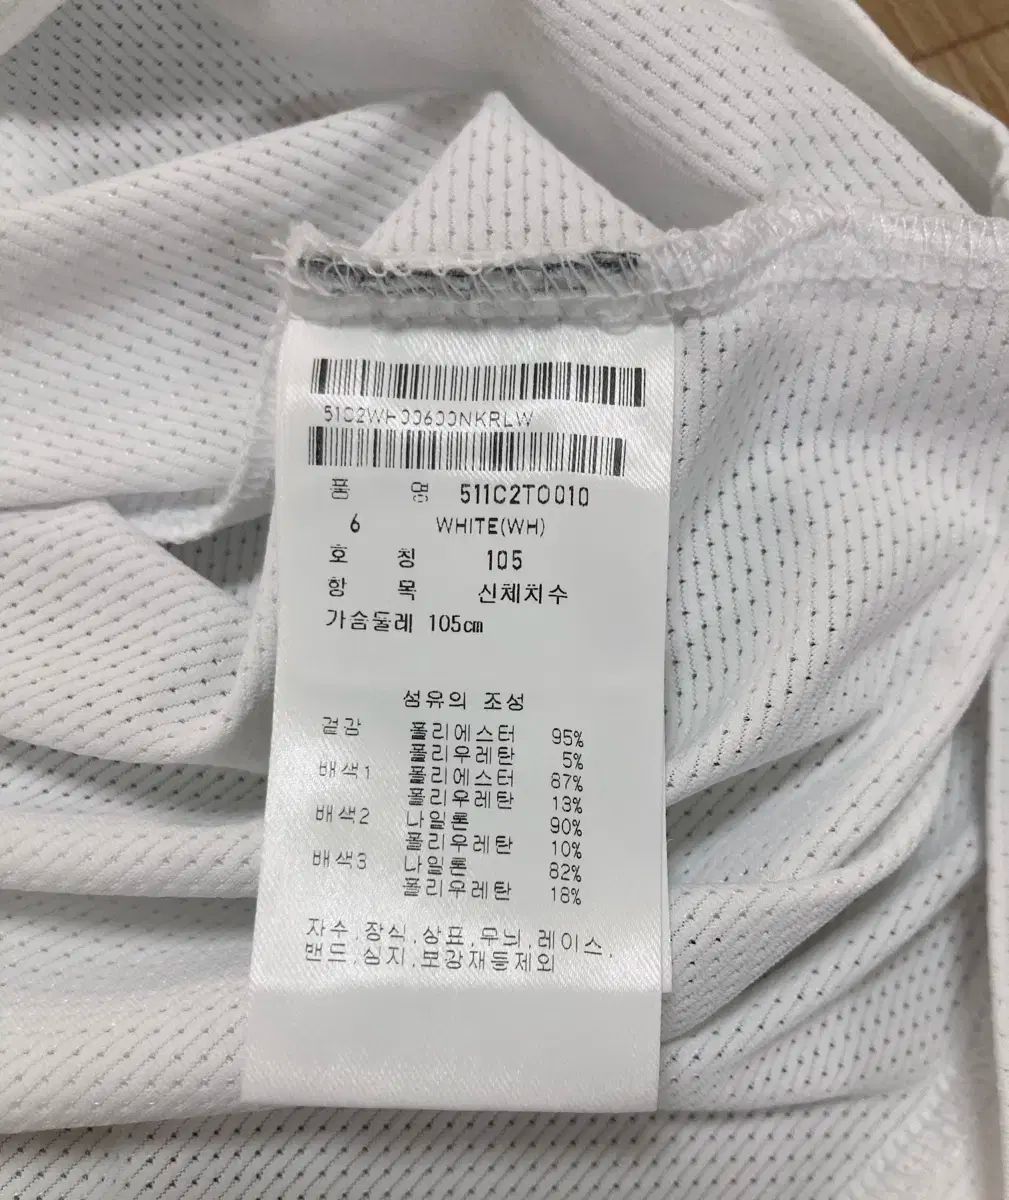 51C2WH00600NKRLW
품 명 511C2TO010
6 WHITE(WH)
호 칭 105
항 목 신체치수
가슴둘레 105cm
섬유의 조성
겉감 폴리에스터 95%
폴리우레탄 5%
배색1 폴리에스터 87%
폴리우레탄 13%
배색2 나일론 90%
폴리우레탄 10%
배색3 나일론 82%
폴리우레탄 18%
자수,장식,상표,무늬,레이스,
밴드,심지,보강재등제외